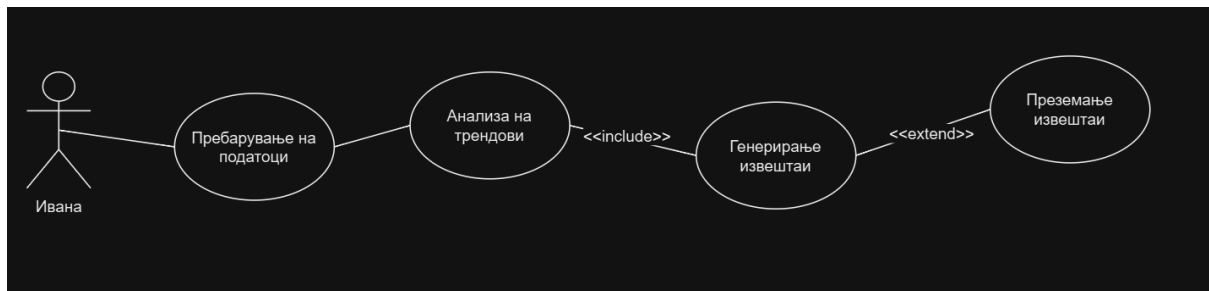 Ивана
Пребарување на
податоци
Анализа на
трендови
<<include>>
Генерирање
извештаи
<<extend>>
Преземање
извештаи